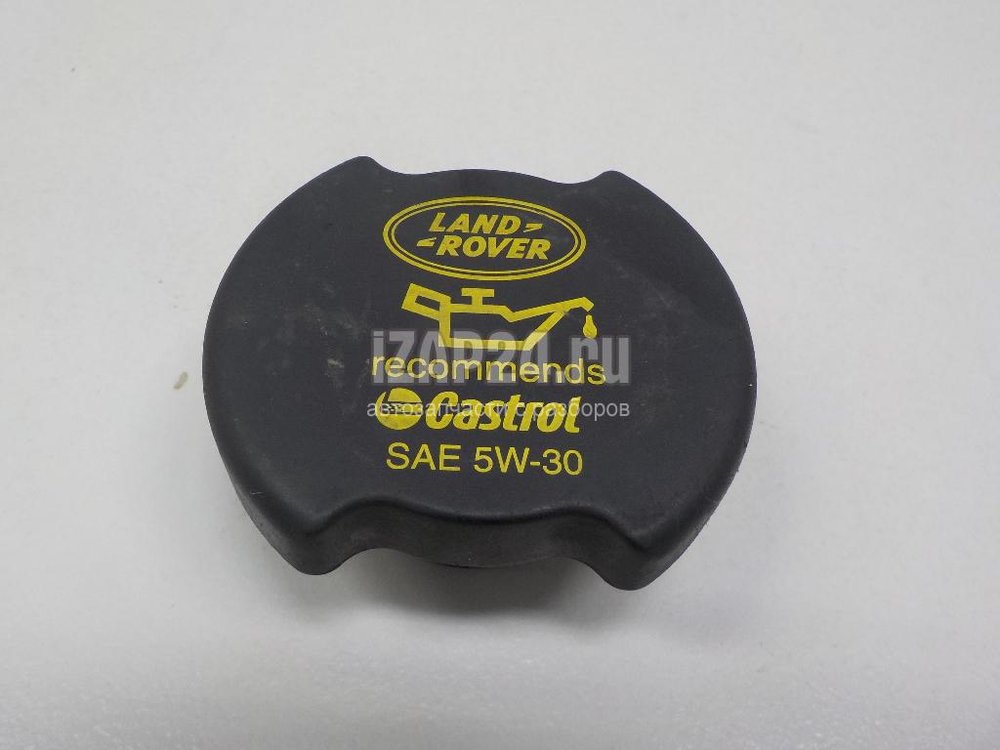 LAND
ROVER
iZAP24.ru
recommends
автозапчасти с разборов
Castrol
SAE 5W-30